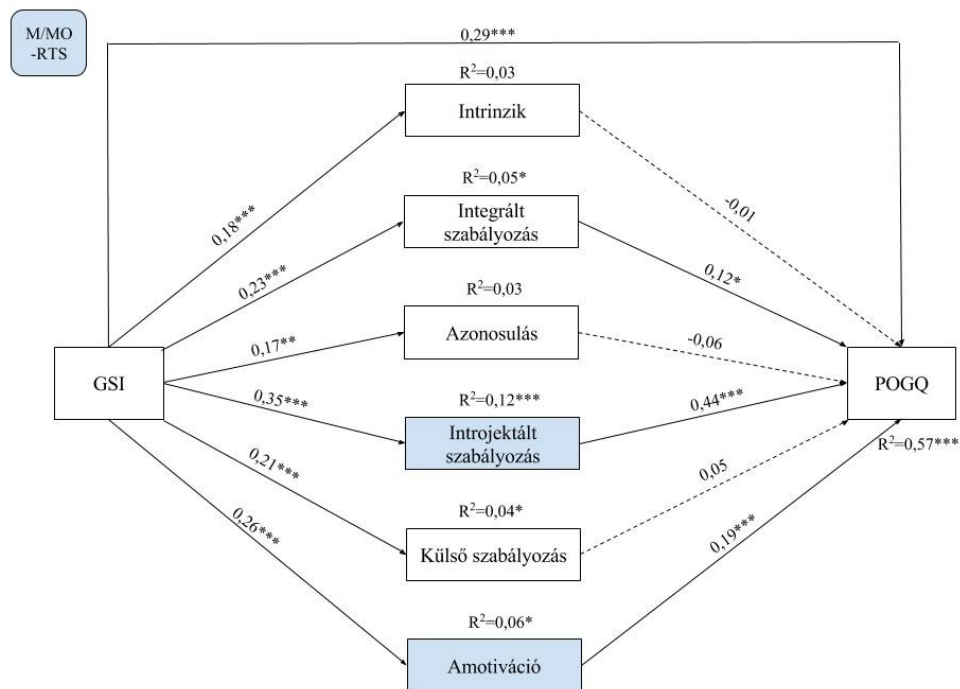 M/MO
-RTS
0,29***
R²=0,03
Intrinzik
0,18***
-0,01
R²=0,05*
Integrált
szabályozás
0,23***
0,12*
R²=0,03
Azonosulás
0,17**
-0,06
GSI
POGQ
0,35***
R²=0,12***
Introjektált
szabályozás
0,44***
R²=0,57***
0,21***
R²=0,04*
Külső szabályozás
0,05
0,26***
0,19***
R²=0,06*
Amotiváció